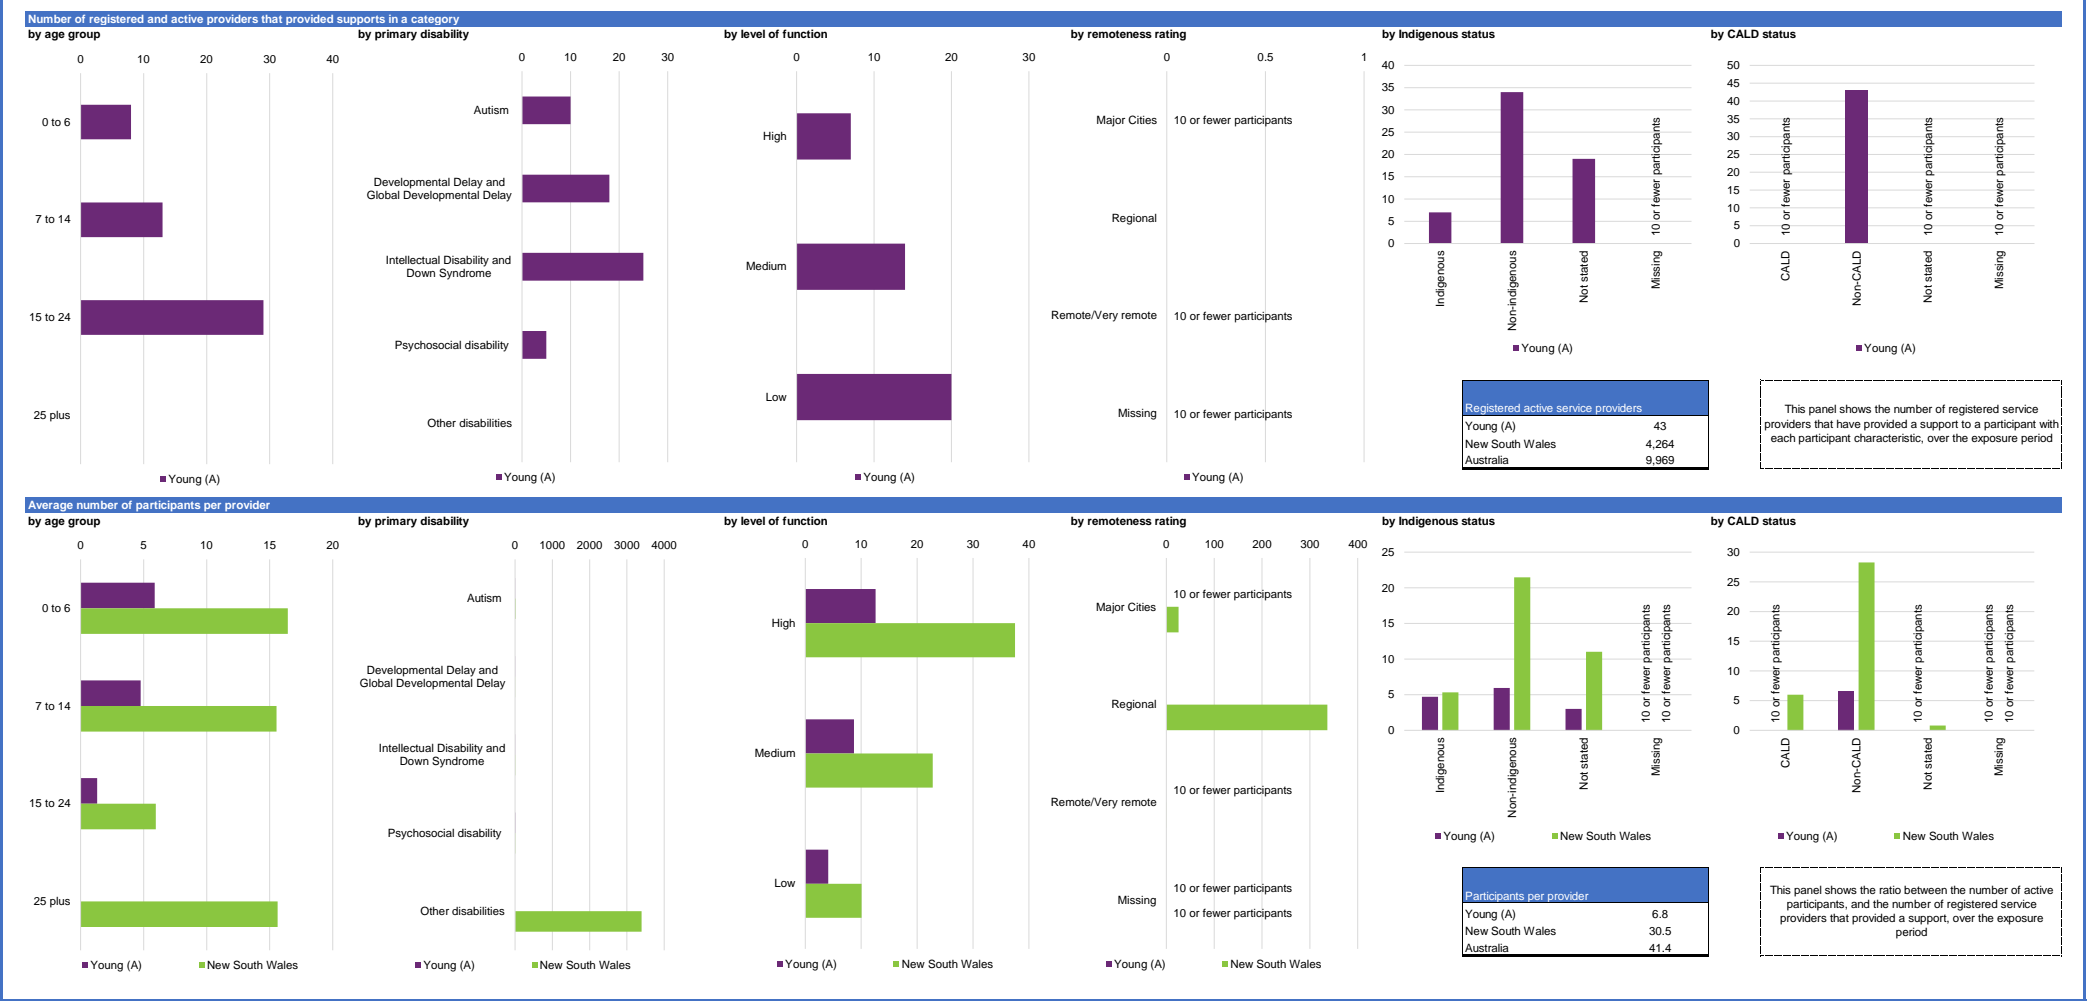 Number of registered and active providers that provided supports in a category
by age group
0 10 20 30 40
0 to 6
7 to 14
15 to 24
25 plus
Young (A)
by primary disability
0 10 20 30
Autism
Developmental Delay and
Global Developmental Delay
Intellectual Disability and
Down Syndrome
Psychosocial disability
Other disabilities
Young (A)
by level of function
0 10 20 30
High
Medium
Low
Young (A)
by remoteness rating
0 0.5 1
Major Cities 10 or fewer participants
Regional
Remote/Very remote 10 or fewer participants
Missing 10 or fewer participants
Young (A)
by Indigenous status
40
35
30
25
20
15
10
5
0
10 or fewer participants
Indigenous
Non-indigenous
Not stated
Missing
Young (A)
by CALD status
50
45
40
35
30
25
20
15
10
5
0
10 or fewer participants
10 or fewer participants
10 or fewer participants
CALD
Non-CALD
Not stated
Missing
Young (A)
Registered active service providers
Young (A) 43
New South Wales 4,264
Australia 9,969
This panel shows the number of registered service
providers that have provided a support to a participant with
each participant characteristic, over the exposure period
Average number of participants per provider
by age group
0 5 10 15 20
0 to 6
7 to 14
15 to 24
25 plus
Young (A) New South Wales
by primary disability
0 1000 2000 3000 4000
Autism
Developmental Delay and
Global Developmental Delay
Intellectual Disability and
Down Syndrome
Psychosocial disability
Other disabilities
Young (A) New South Wales
by level of function
0 10 20 30 40
High
Medium
Low
Young (A) New South Wales
by remoteness rating
0 100 200 300 400
10 or fewer participants
Major Cities
Regional
10 or fewer participants
Remote/Very remote
10 or fewer participants
Missing
10 or fewer participants
Young (A) New South Wales
by Indigenous status
25
20
15
10
5
0
10 or fewer participants
10 or fewer participants
Indigenous
Non-indigenous
Not stated
Missing
Young (A) New South Wales
by CALD status
30
25
20
15
10
5
0
10 or fewer participants
10 or fewer participants
10 or fewer participants
10 or fewer participants
CALD
Non-CALD
Not stated
Missing
Young (A) New South Wales
Participants per provider
Young (A) 6.8
New South Wales 30.5
Australia 41.4
This panel shows the ratio between the number of active
participants, and the number of registered service
providers that provided a support, over the exposure
period